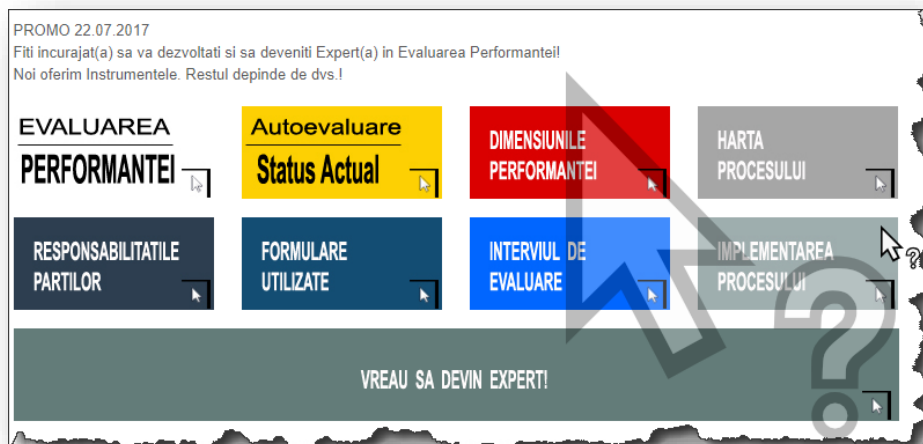 PROMO 22.07.2017
Fiti incurajat(a) sa va dezvoltati si sa deveniti Expert(a) in Evaluarea Performantei!
Noi oferim Instrumentele. Restul depinde de dvs.!
EVALUAREA
PERFORMANTEI
Autoevaluare
Status Actual
DIMENSIUNILE
PERFORMANTEI
HARTA
PROCESULUI
RESPONSABILITATILE
PARTILOR
FORMULARE
UTILIZATE
INTERVIUL DE
EVALUARE
IMPLEMENTAREA
PROCESULUI
?
VREAU SA DEVIN EXPERT!